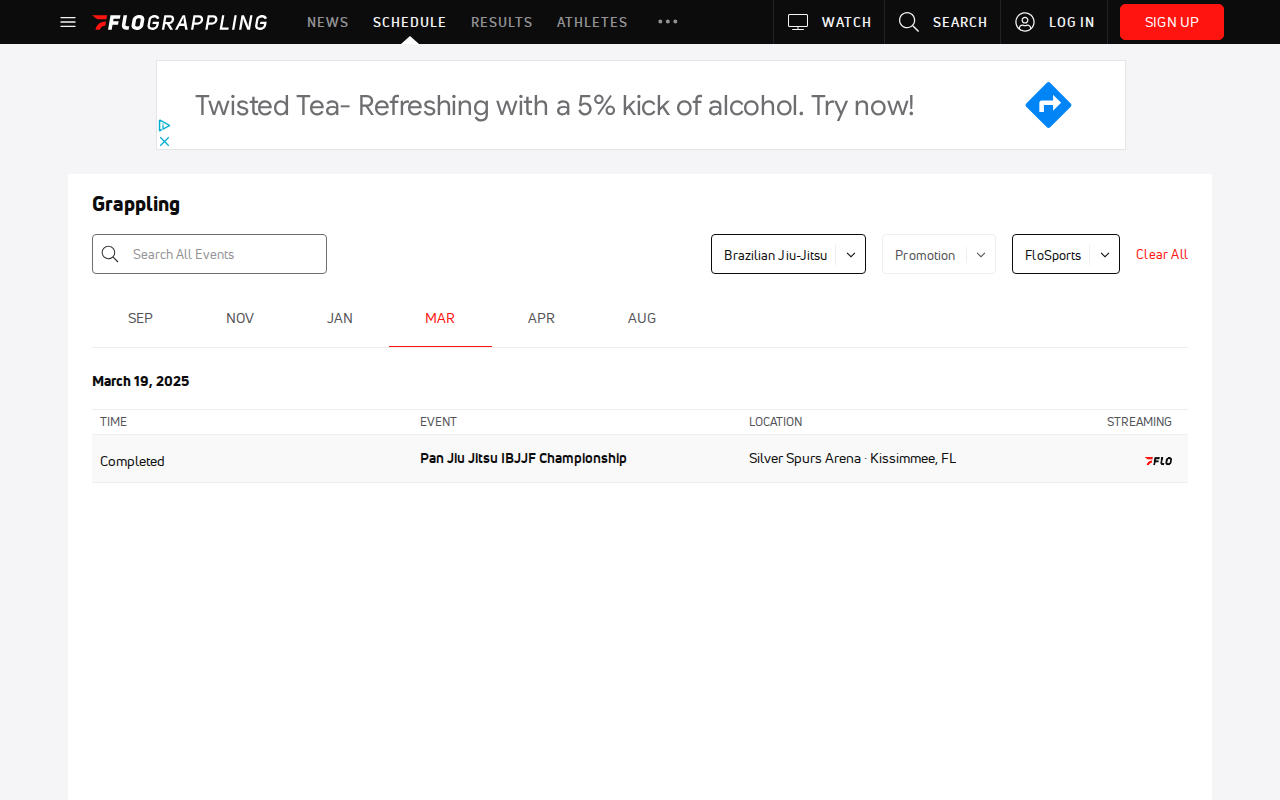 FLOGRAPPLING NEWS SCHEDULE RESULTS ATHLETES WATCH SEARCH LOG IN SIGN UP
Twisted Tea- Refreshing with a 5% kick of alcohol. Try now!
Grappling
Search All Events Brazilian Jiu-Jitsu Promotion FloSports Clear All
SEP NOV JAN MAR APR AUG
March 19, 2025
TIME EVENT LOCATION STREAMING
Completed Pan Jiu Jitsu IBJJF Championship Silver Spurs Arena · Kissimmee, FL FLO